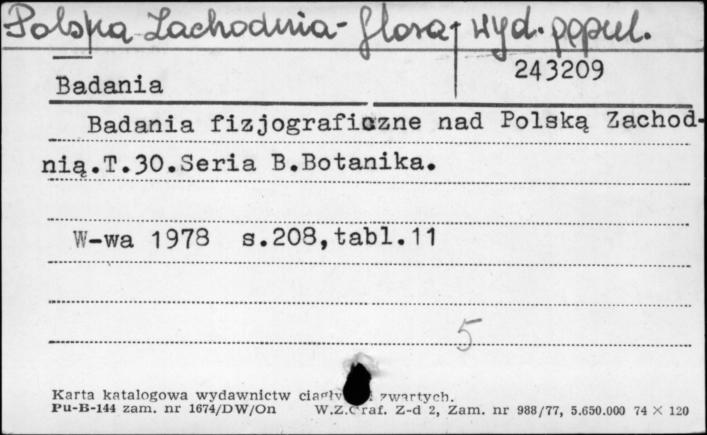 Polska Zachodnia - flora - wyd. popul.
243209
Badania
Badania fizjograficzne nad Polską Zachod-
nią.T.30.Seria B.Botanika.
W-wa 1978 s.208,tabl.11
5
Karta katalogowa wydawnictw ciągły zwartych.
Pu-B-144 zam. nr 1674/DW/On W.Z.Graf. Z-d 2, Zam. nr 988/77, 5.650.000 74 × 120